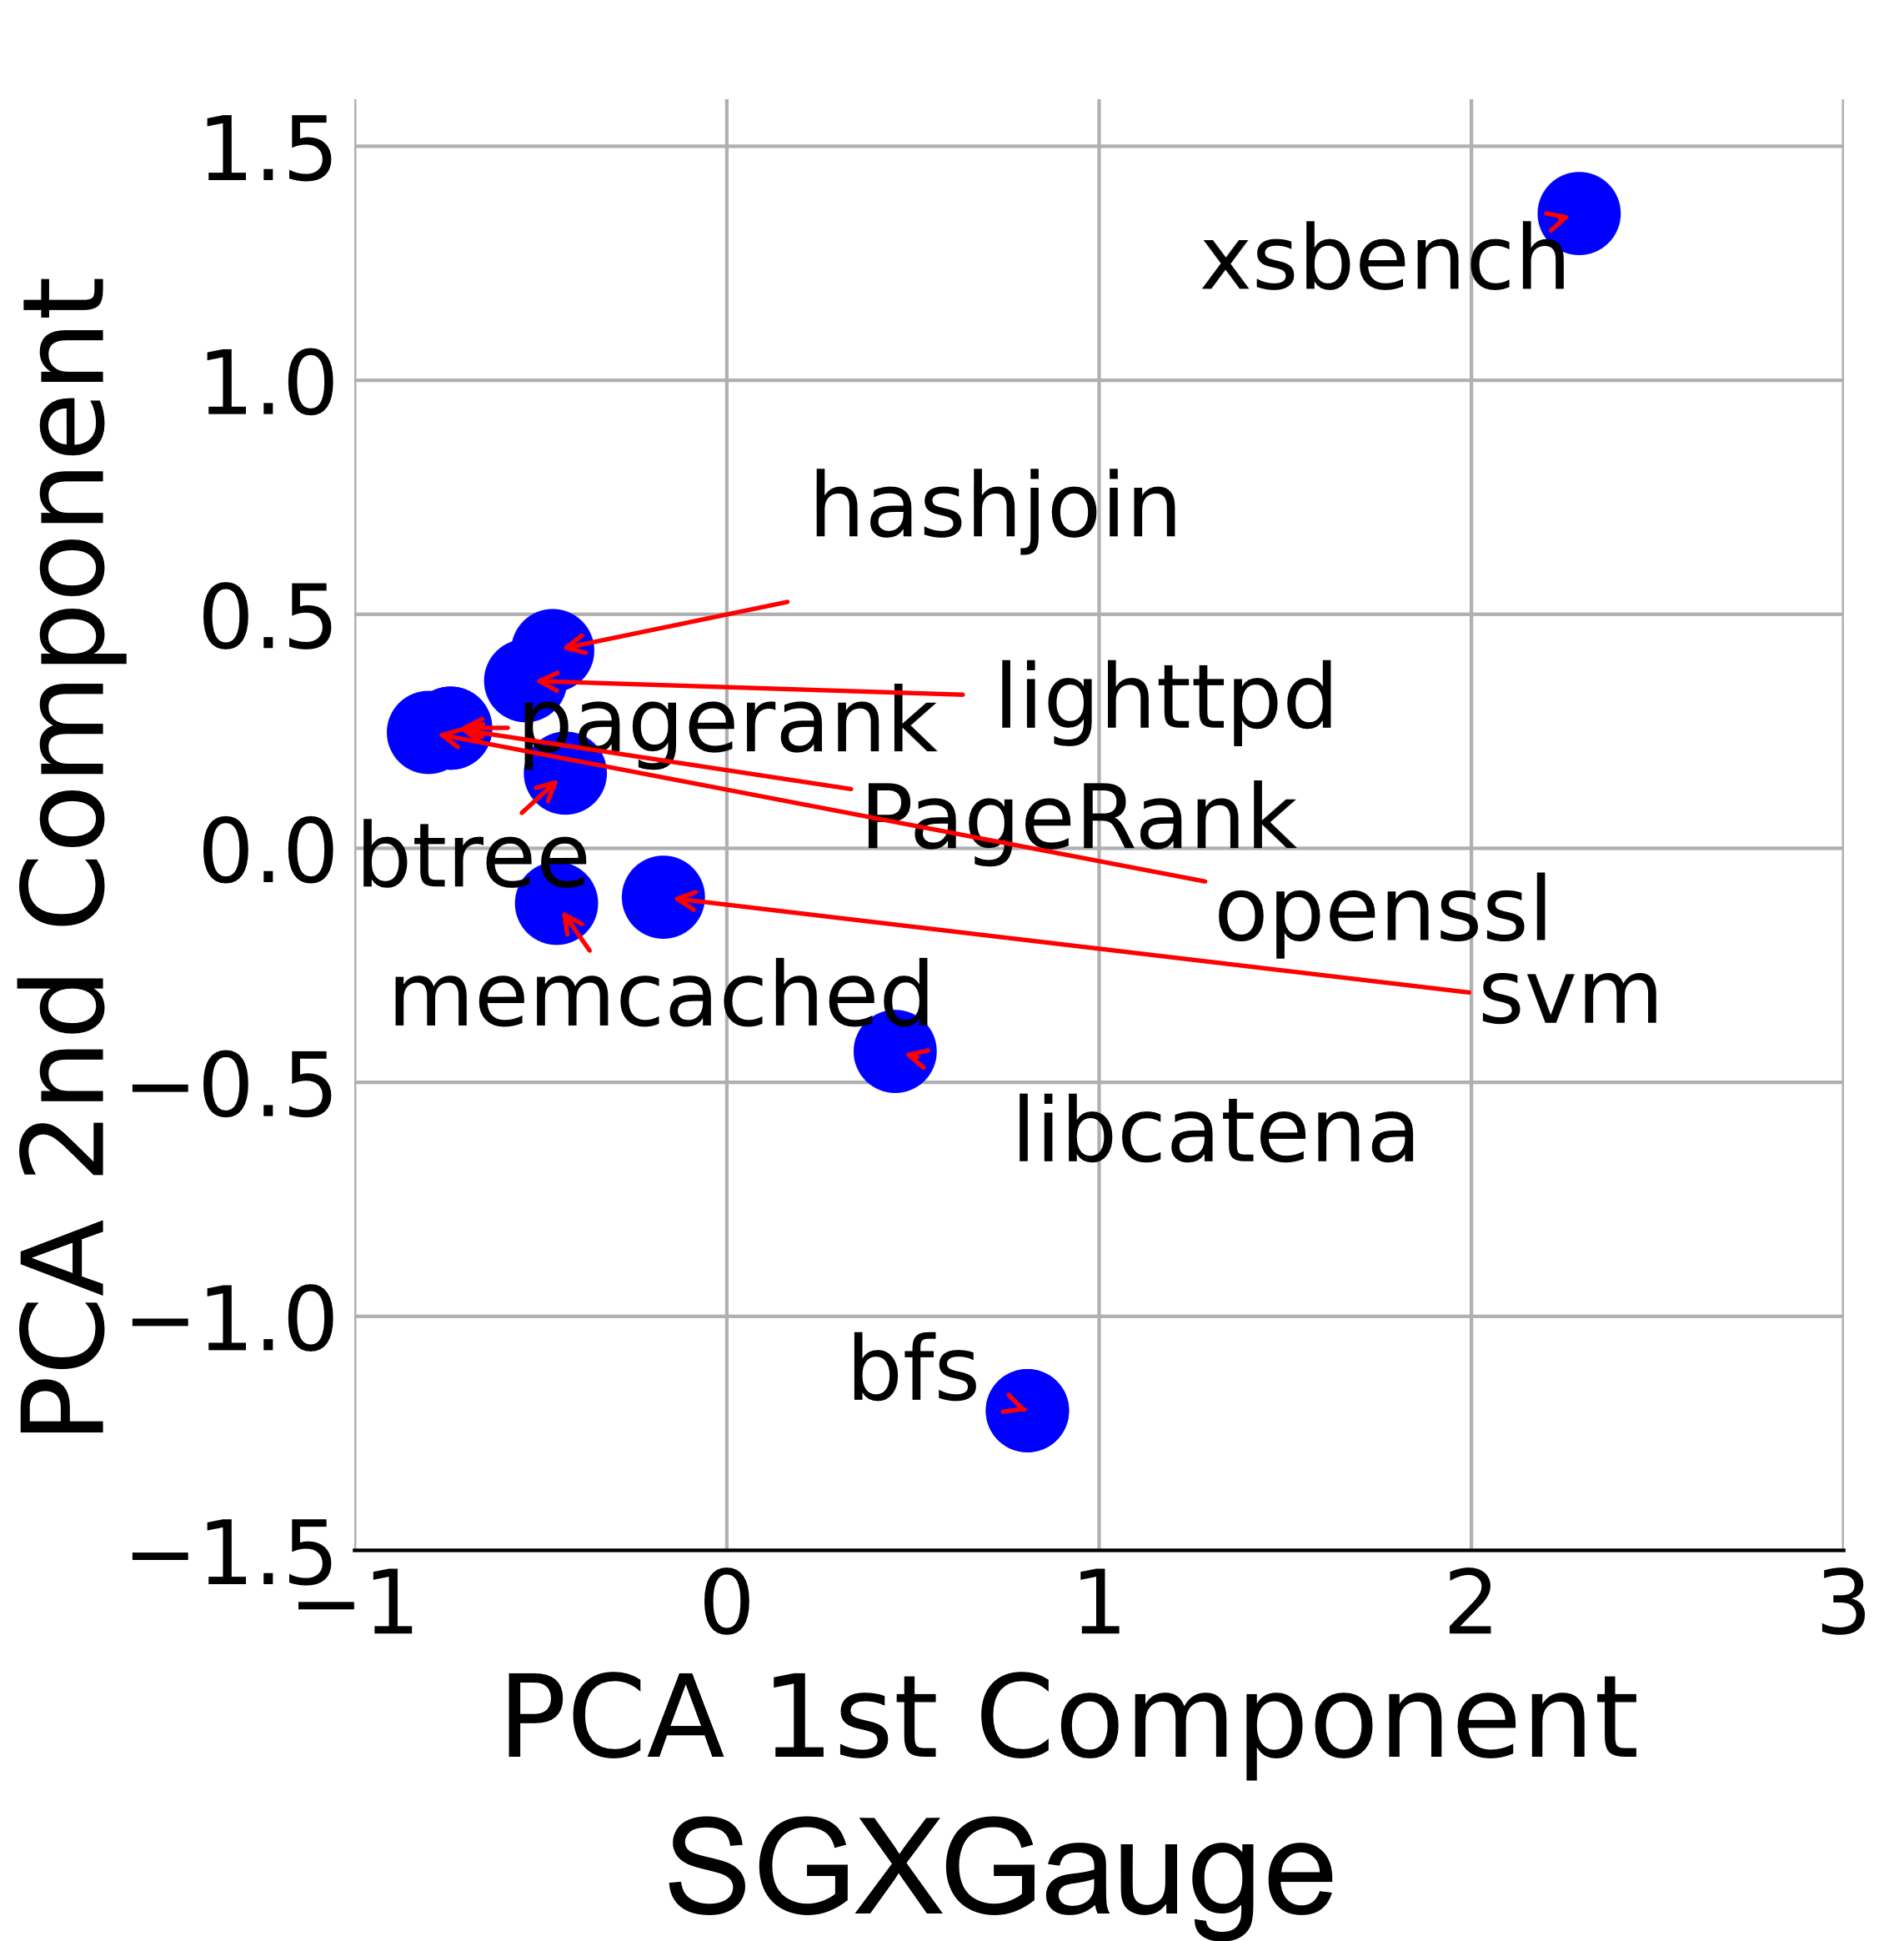 1.5
xsbench
1.0
hashjoin
0.5
lighttpd
pagerank
PageRank
0.0
btree
openssl
memcached
svm
−0.5
libcatena
−1.0
bfs
−1.5
−1 0 1 2 3
PCA 2nd Component
PCA 1st Component
SGXGauge